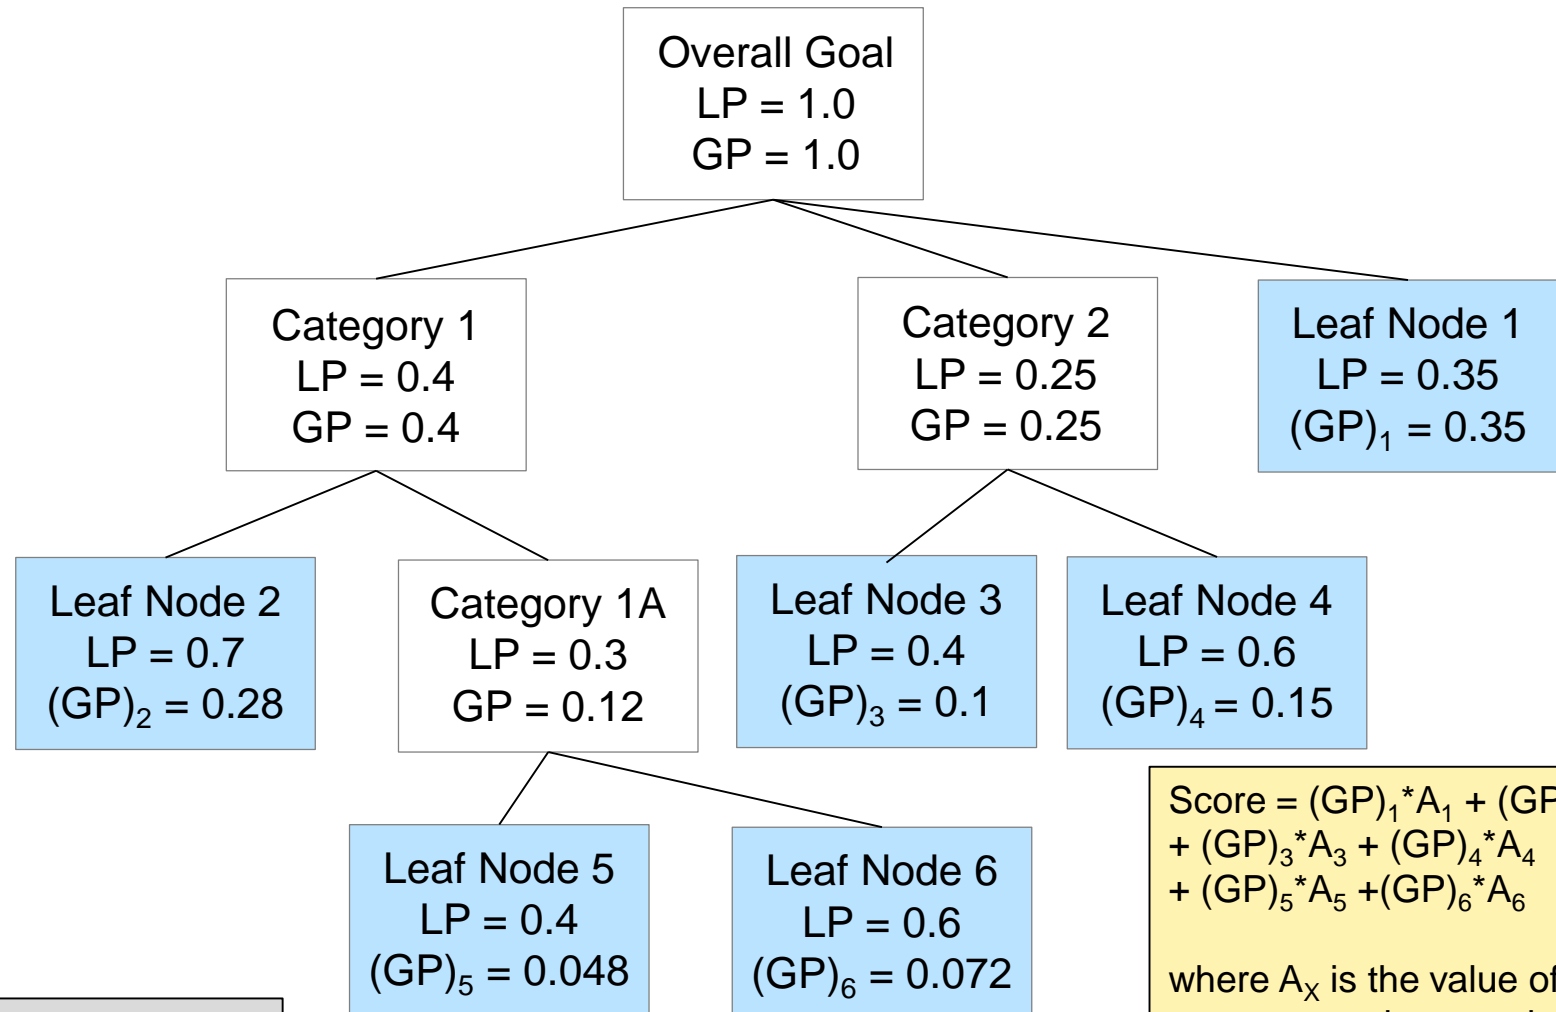 Overall Goal
LP = 1.0
GP = 1.0
Category 1
LP = 0.4
GP = 0.4
Category 2
LP = 0.25
GP = 0.25
Leaf Node 1
LP = 0.35
(GP)₁ = 0.35
Leaf Node 2
LP = 0.7
(GP)₂ = 0.28
Category 1A
LP = 0.3
GP = 0.12
Leaf Node 3
LP = 0.4
(GP)₃ = 0.1
Leaf Node 4
LP = 0.6
(GP)₄ = 0.15
Leaf Node 5
LP = 0.4
(GP)₅ = 0.048
Leaf Node 6
LP = 0.6
(GP)₆ = 0.072
Score = (GP)₁*A₁ + (GP
+ (GP)₃*A₃ + (GP)₄*A₄
+ (GP)₅*A₅ +(GP)₆*A₆
where Aₓ is the value of